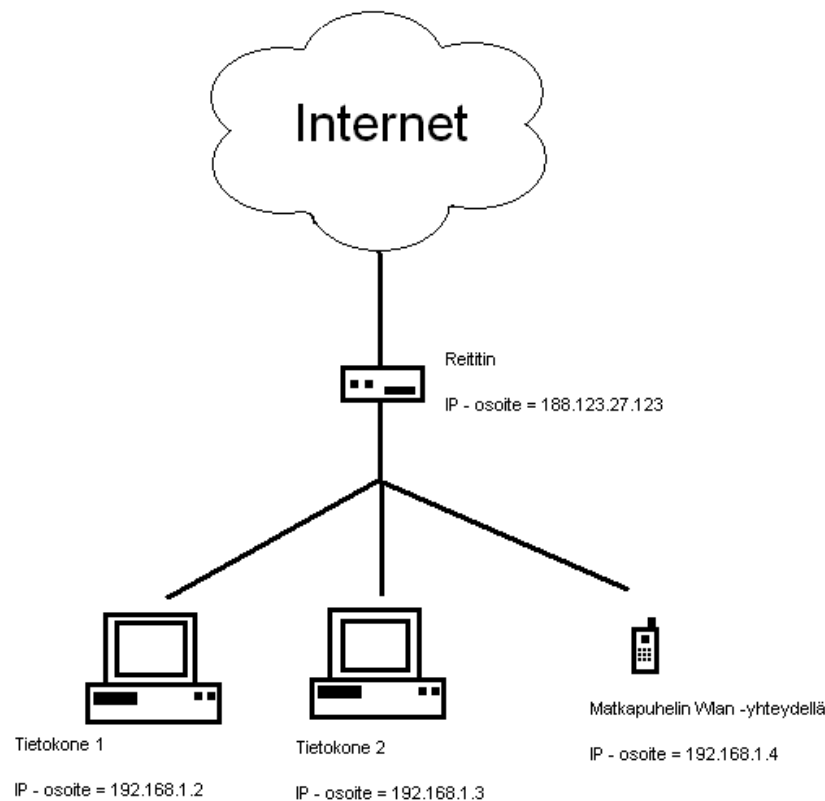 Internet
Reititin
IP - osoite = 188.123.27.123
Matkapuhelin Wlan -yhteydellä
IP - osoite = 192.168.1.4
Tietokone 1
IP - osoite = 192.168.1.2
Tietokone 2
IP - osoite = 192.168.1.3